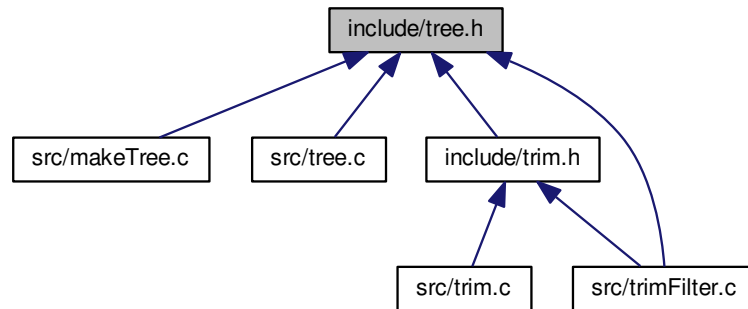 include/tree.h
src/makeTree.c
src/tree.c
include/trim.h
src/trim.c
src/trimFilter.c